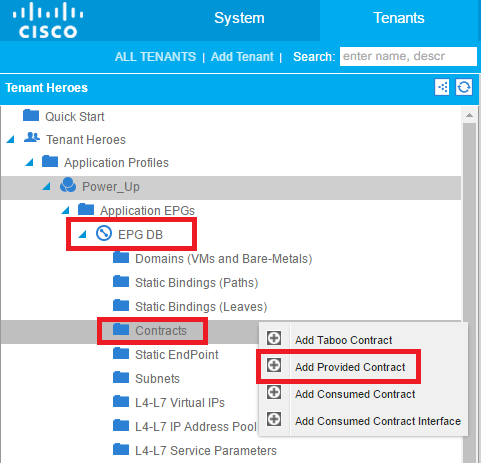 CISCO
System
Tenants
ALL TENANTS | Add Tenant | Search: enter name, descr
Tenant Heroes
Quick Start
Tenant Heroes
Application Profiles
Power_Up
Application EPGs
EPG DB
Domains (VMs and Bare-Metals)
Static Bindings (Paths)
Static Bindings (Leaves)
Contracts
Add Taboo Contract
Static EndPoint
Add Provided Contract
Subnets
Add Consumed Contract
L4-L7 Virtual IPs
Add Consumed Contract Interface
L4-L7 IP Address Pool
L4-L7 Service Parameters